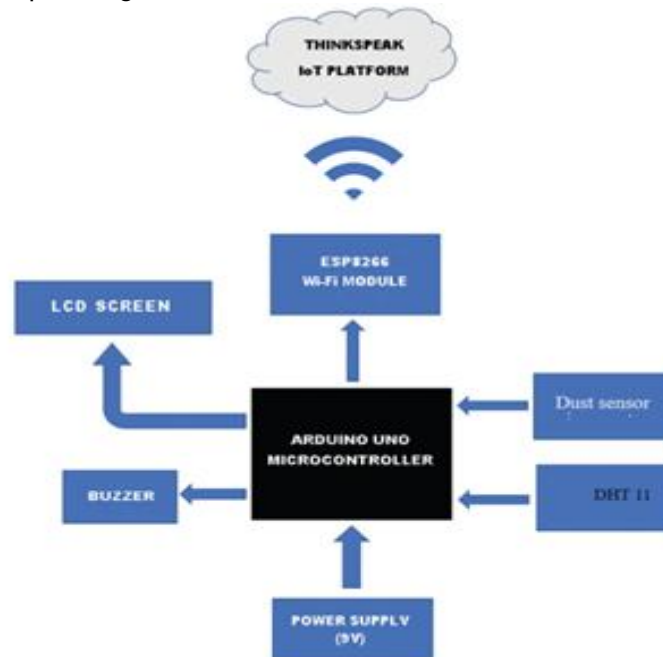 THINKSPEAK
IoT PLATFORM
ESP8266
Wi-Fi MODULE
LCD SCREEN
Dust sensor
ARDUINO UNO
MICROCONTROLLER
BUZZER
DHT 11
POWER SUPPLY
(9V)